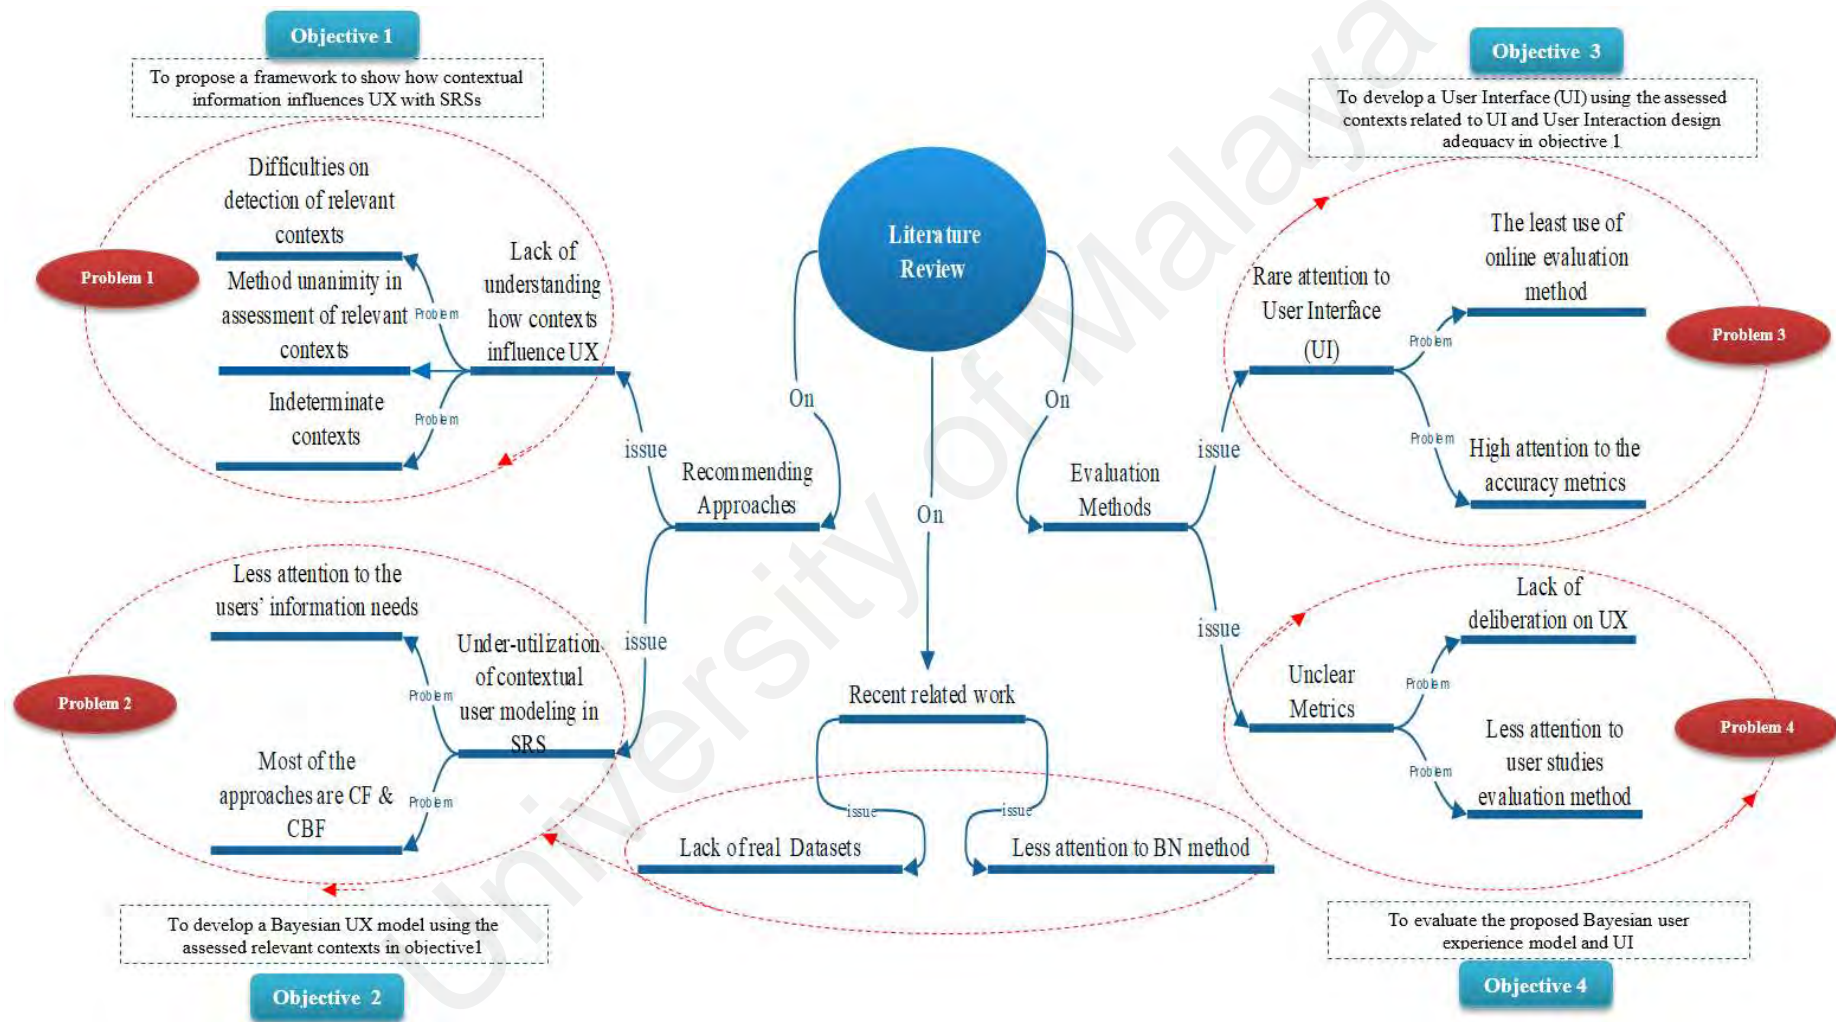 Objective 1
To propose a framework to show how contextual
information influences UX with SRSs
Difficulties on
detection of relevant
contexts
Problem 1
Method unanimity in
assessment of relevant
contexts
Indeterminate
contexts
Problem
Problem
Lack of
understanding
how contexts
influence UX
issue
Recommending
Approaches
issue
Less attention to the
users’ information needs
Problem 2
Most of the
approaches are CF &
CBF
Problem
Problem
Under-utilization
of contextual
user modeling in
SRS
To develop a Bayesian UX model using the
assessed relevant contexts in objective1
Objective 2
Literature
Review
On
On
On
Recent related work
issue
issue
Lack of real Datasets
Less attention to BN method
Evaluation
Methods
issue
issue
Objective 3
To develop a User Interface (UI) using the assessed
contexts related to UI and User Interaction design
adequacy in objective 1
Rare attention to
User Interface
(UI)
Problem
Problem
The least use of
online evaluation
method
High attention to the
accuracy metrics
Problem 3
Unclear
Metrics
Problem
Problem
Lack of
deliberation on UX
Less attention to
user studies
evaluation method
Problem 4
To evaluate the proposed Bayesian user
experience model and UI
Objective 4
University of Malaya